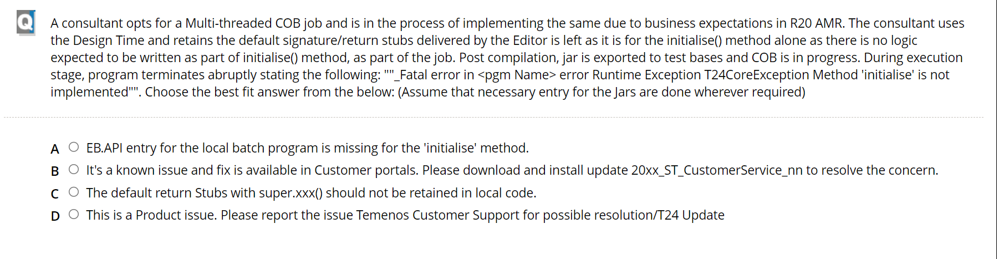 Q
A consultant opts for a Multi-threaded COB job and is in the process of implementing the same due to business expectations in R20 AMR. The consultant uses
the Design Time and retains the default signature/return stubs delivered by the Editor is left as it is for the initialise() method alone as there is no logic
expected to be written as part of initialise() method, as part of the job. Post compilation, jar is exported to test bases and COB is in progress. During execution
stage, program terminates abruptly stating the following: ""_Fatal error in <pgm Name> error Runtime Exception T24CoreException Method 'initialise' is not
implemented"". Choose the best fit answer from the below: (Assume that necessary entry for the Jars are done wherever required)
A EB.API entry for the local batch program is missing for the 'initialise' method.
B It's a known issue and fix is available in Customer portals. Please download and install update 20xx_ST_CustomerService_nn to resolve the concern.
C The default return Stubs with super.xxx() should not be retained in local code.
D This is a Product issue. Please report the issue Temenos Customer Support for possible resolution/T24 Update